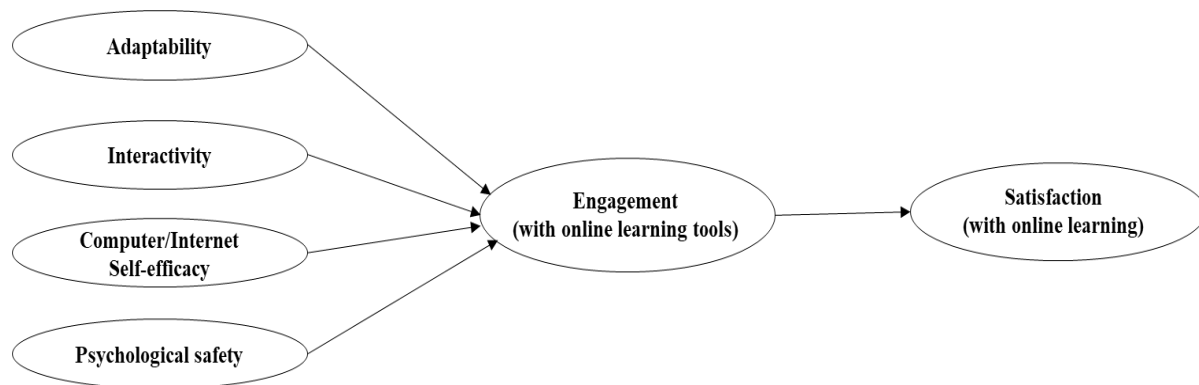 Adaptability
Interactivity
Computer/Internet
Self-efficacy
Psychological safety
Engagement
(with online learning tools)
Satisfaction
(with online learning)